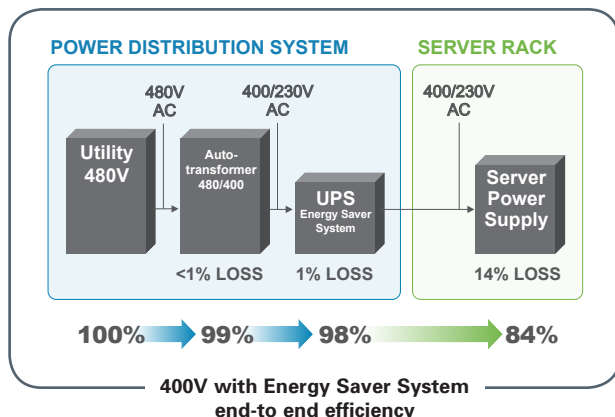 POWER DISTRIBUTION SYSTEM
SERVER RACK
480V
AC
400/230V
AC
400/230V
AC
Utility
480V
Auto-
transformer
480/400
UPS
Energy Saver
System
Server
Power
Supply
<1% LOSS
1% LOSS
14% LOSS
100%
99%
98%
84%
400V with Energy Saver System
end-to end efficiency